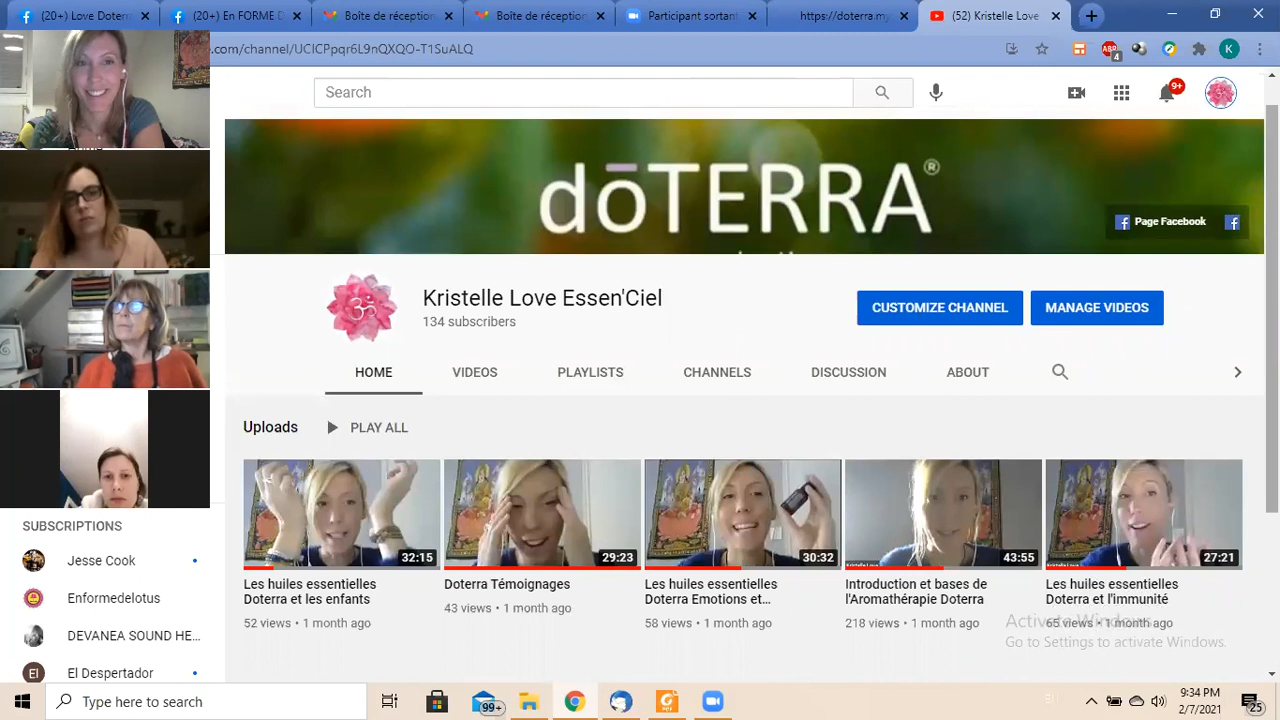 (20+)
(20+) EN FORME D
Boîte de réception
Boîte de réception
Participant sortant
https://doterra.my
(52) Kristelle Love
com/channel/UCICPpqr6L9nQXQO-T1SuALQ
ABP
4
K
Search
9+
dōTERRA®
Page Facebook
Kristelle Love Essen'Ciel
134 subscribers
CUSTOMIZE CHANNEL
MANAGE VIDEOS
HOME
VIDEOS
PLAYLISTS
CHANNELS
DISCUSSION
ABOUT
Uploads
PLAY ALL
32:15
29:23
30:32
43:55
27:21
Les huiles essentielles
Doterra et les enfants
52 views • 1 month ago
Doterra Témoignages
43 views • 1 month ago
Les huiles essentielles
Doterra Emotions et...
58 views • 1 month ago
Introduction et bases de
l'Aromathérapie Doterra
218 views • 1 month ago
Les huiles essentielles
Doterra et l'immunité
65 views • 1 month ago
SUBSCRIPTIONS
Jesse Cook
Enformedelotus
DEVANEA SOUND HE...
El El Despertador
Activate Windows
Go to Settings to activate Windows.
Type here to search
99+
9:34 PM
2/7/2021
25